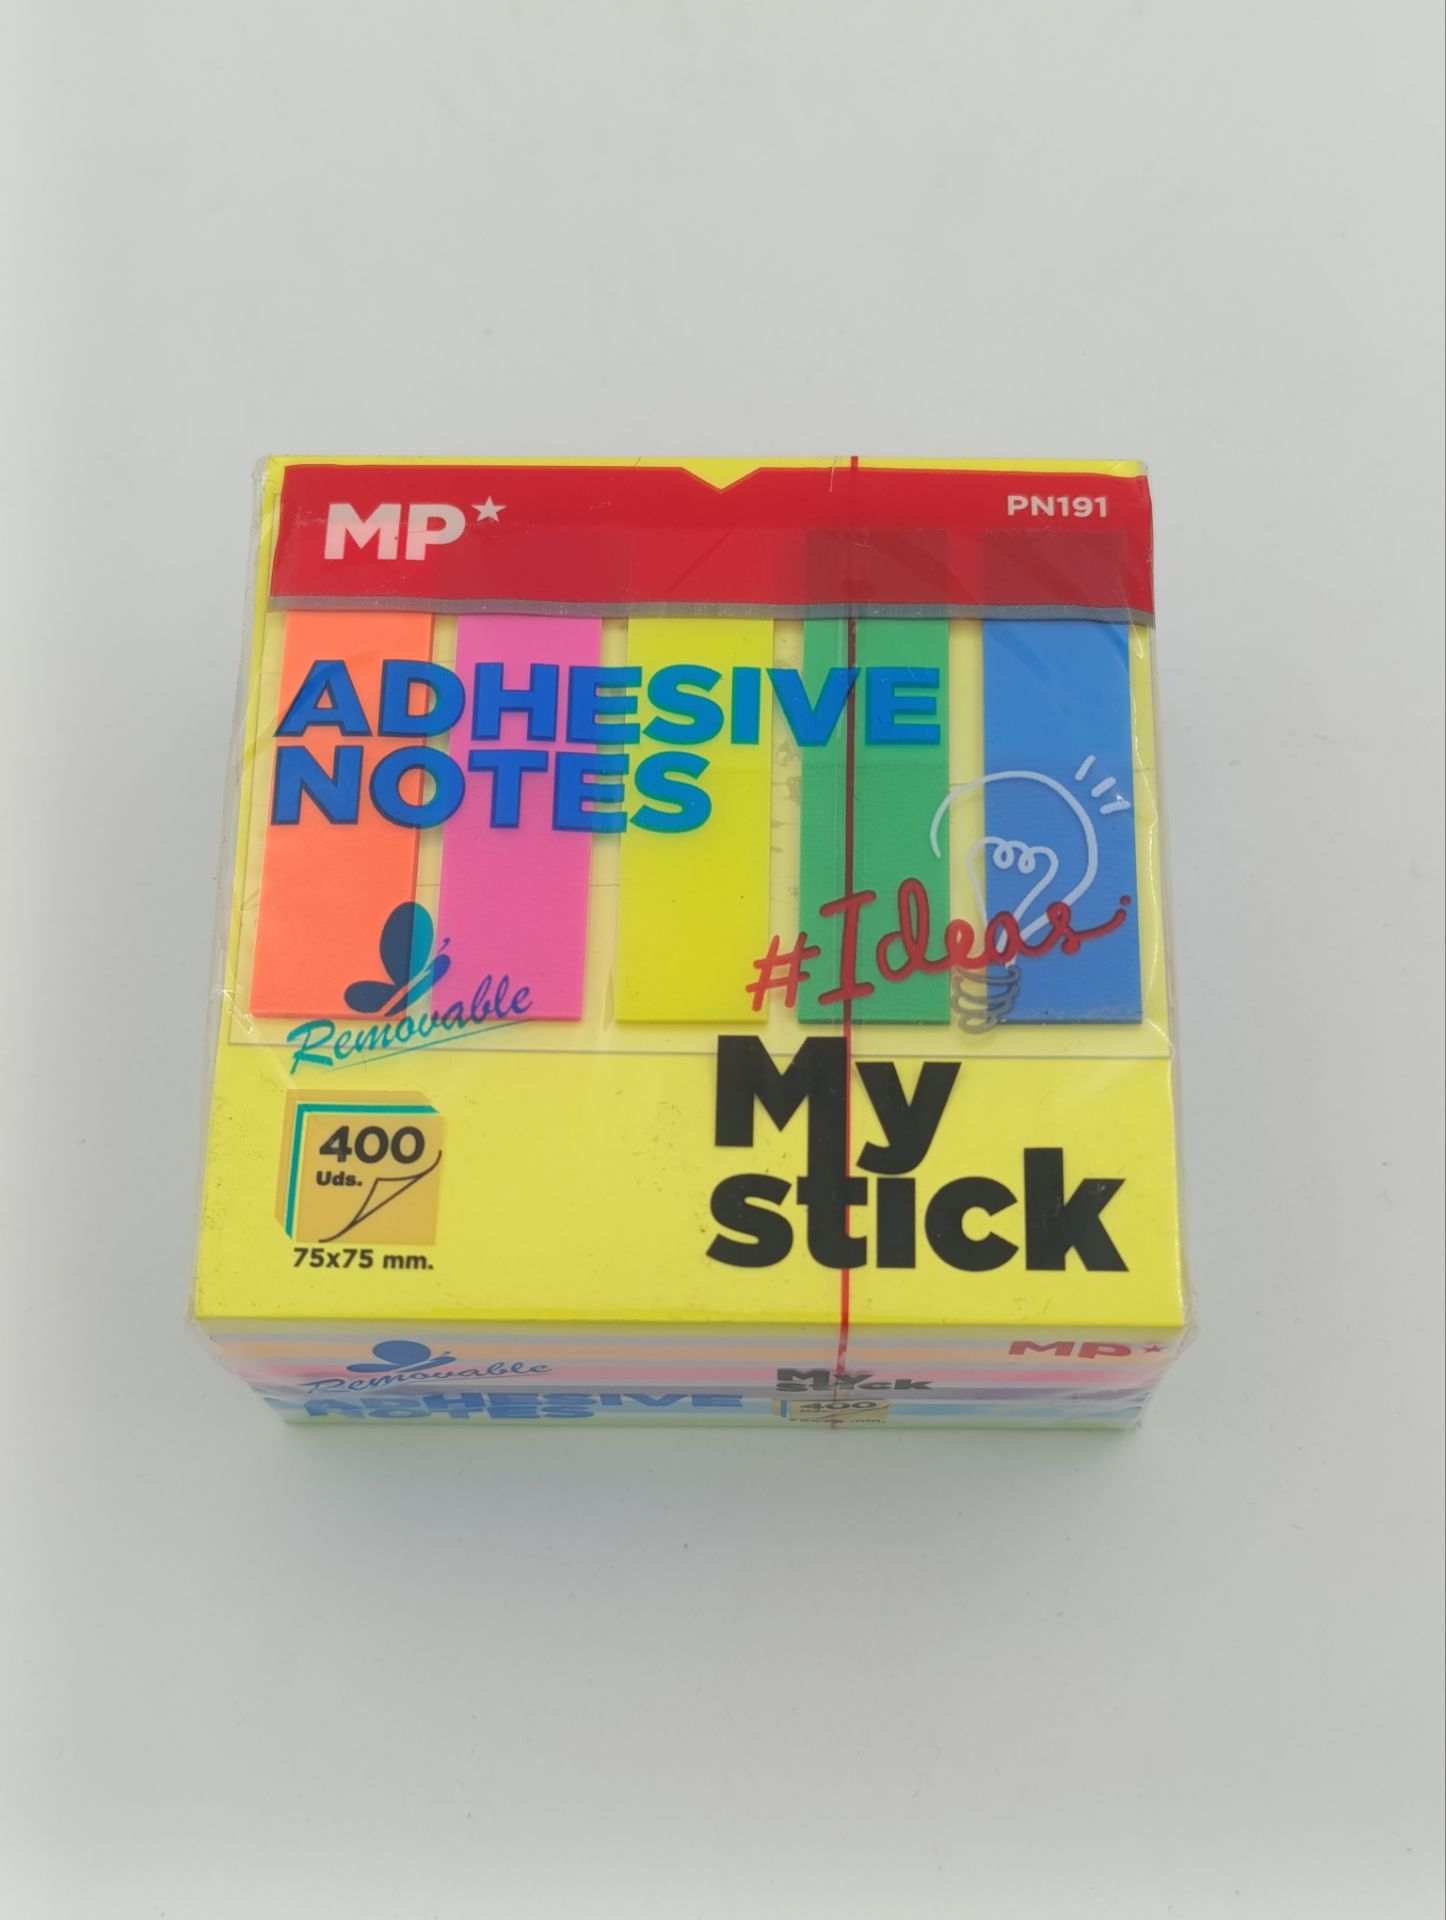 MP
PN191
ADHESIVE
NOTES
#Ideas
Removable
My
stick
400
Uds.
75x75 mm.
Removable
ADHESIVE
NOTES
My
stick
400
MP